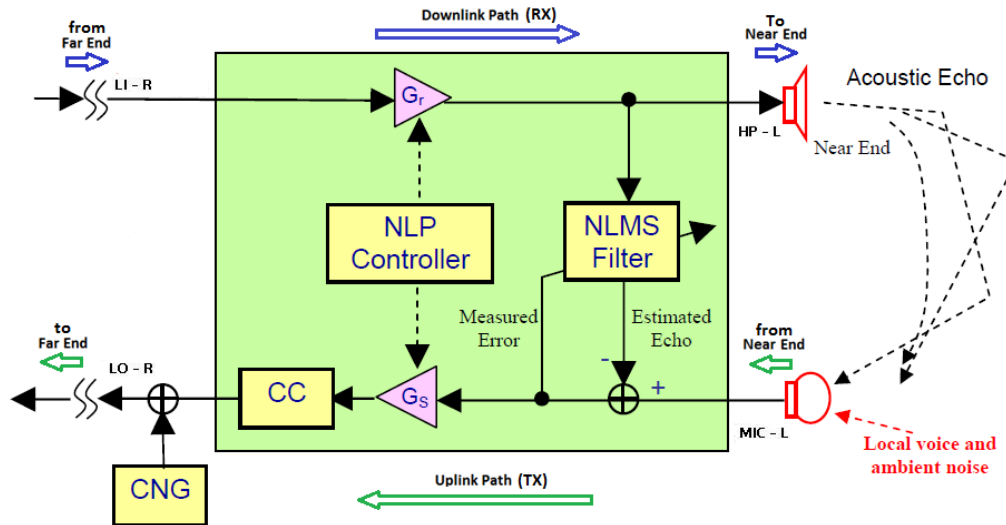 from
Far End
Downlink Path (RX)
To
Near End
LI - R
Gr
HP - L
Acoustic Echo
Near End
NLP
Controller
NLMS
Filter
Measured
Error
Estimated
Echo
-
+
to
Far End
LO - R
CC
GS
from
Near End
MIC - L
Local voice and
ambient noise
CNG
Uplink Path (TX)